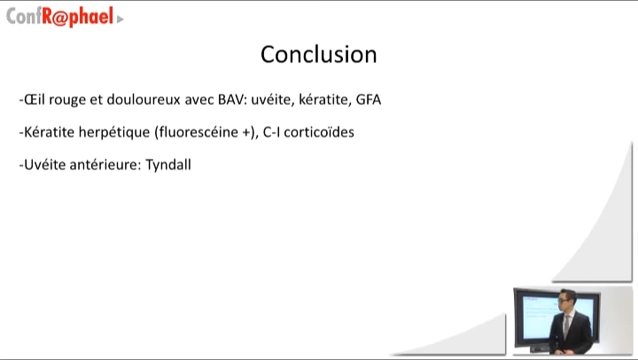 ConfR@phael
Conclusion
-Œil rouge et douloureux avec BAV: uvéite, kératite, GFA
-Kératite herpétique (fluorescéine +), C-I corticoïdes
-Uvéite antérieure: Tyndall